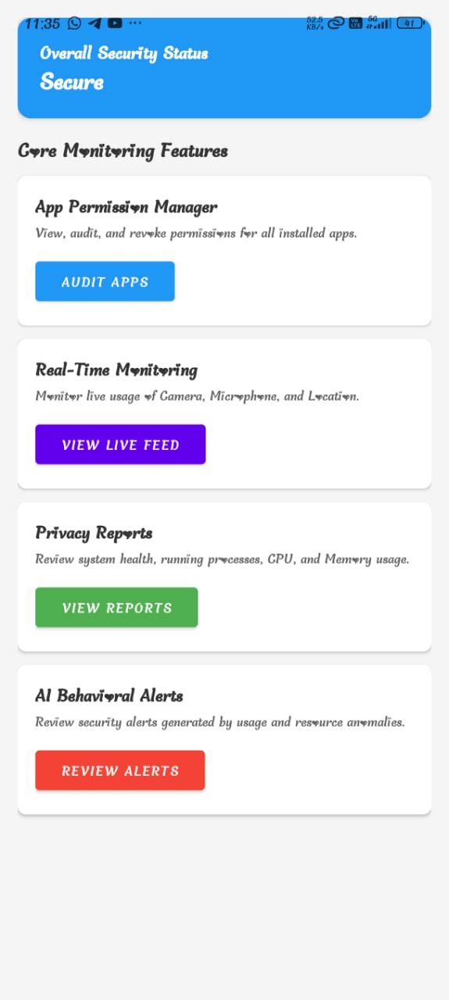 11:35 ... 52.5 KB/s Vo LTE 5G 41
Overall Security Status
Secure
Core Monitoring Features
App Permission Manager
View, audit, and revoke permissions for all installed apps.
AUDIT APPS
Real-Time Monitoring
Monitor live usage of Camera, Microphone, and Location.
VIEW LIVE FEED
Privacy Reports
Review system health, running processes, CPU, and Memory usage.
VIEW REPORTS
AI Behavioral Alerts
Review security alerts generated by usage and resource anomalies.
REVIEW ALERTS